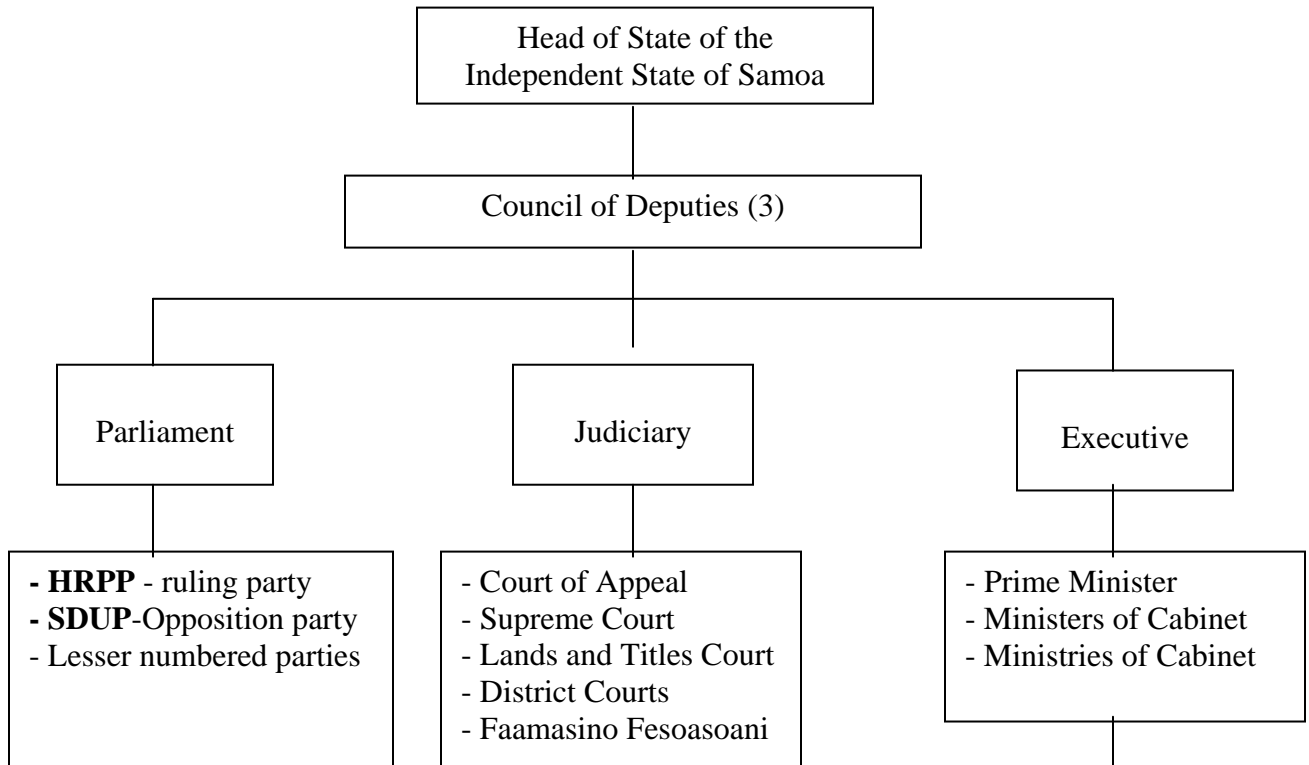 Head of State of the
Independent State of Samoa
Council of Deputies (3)
Parliament
Judiciary
Executive
- HRPP - ruling party
- SDUP-Opposition party
- Lesser numbered parties
- Court of Appeal
- Supreme Court
- Lands and Titles Court
- District Courts
- Faamasino Fesoasoani
- Prime Minister
- Ministers of Cabinet
- Ministries of Cabinet